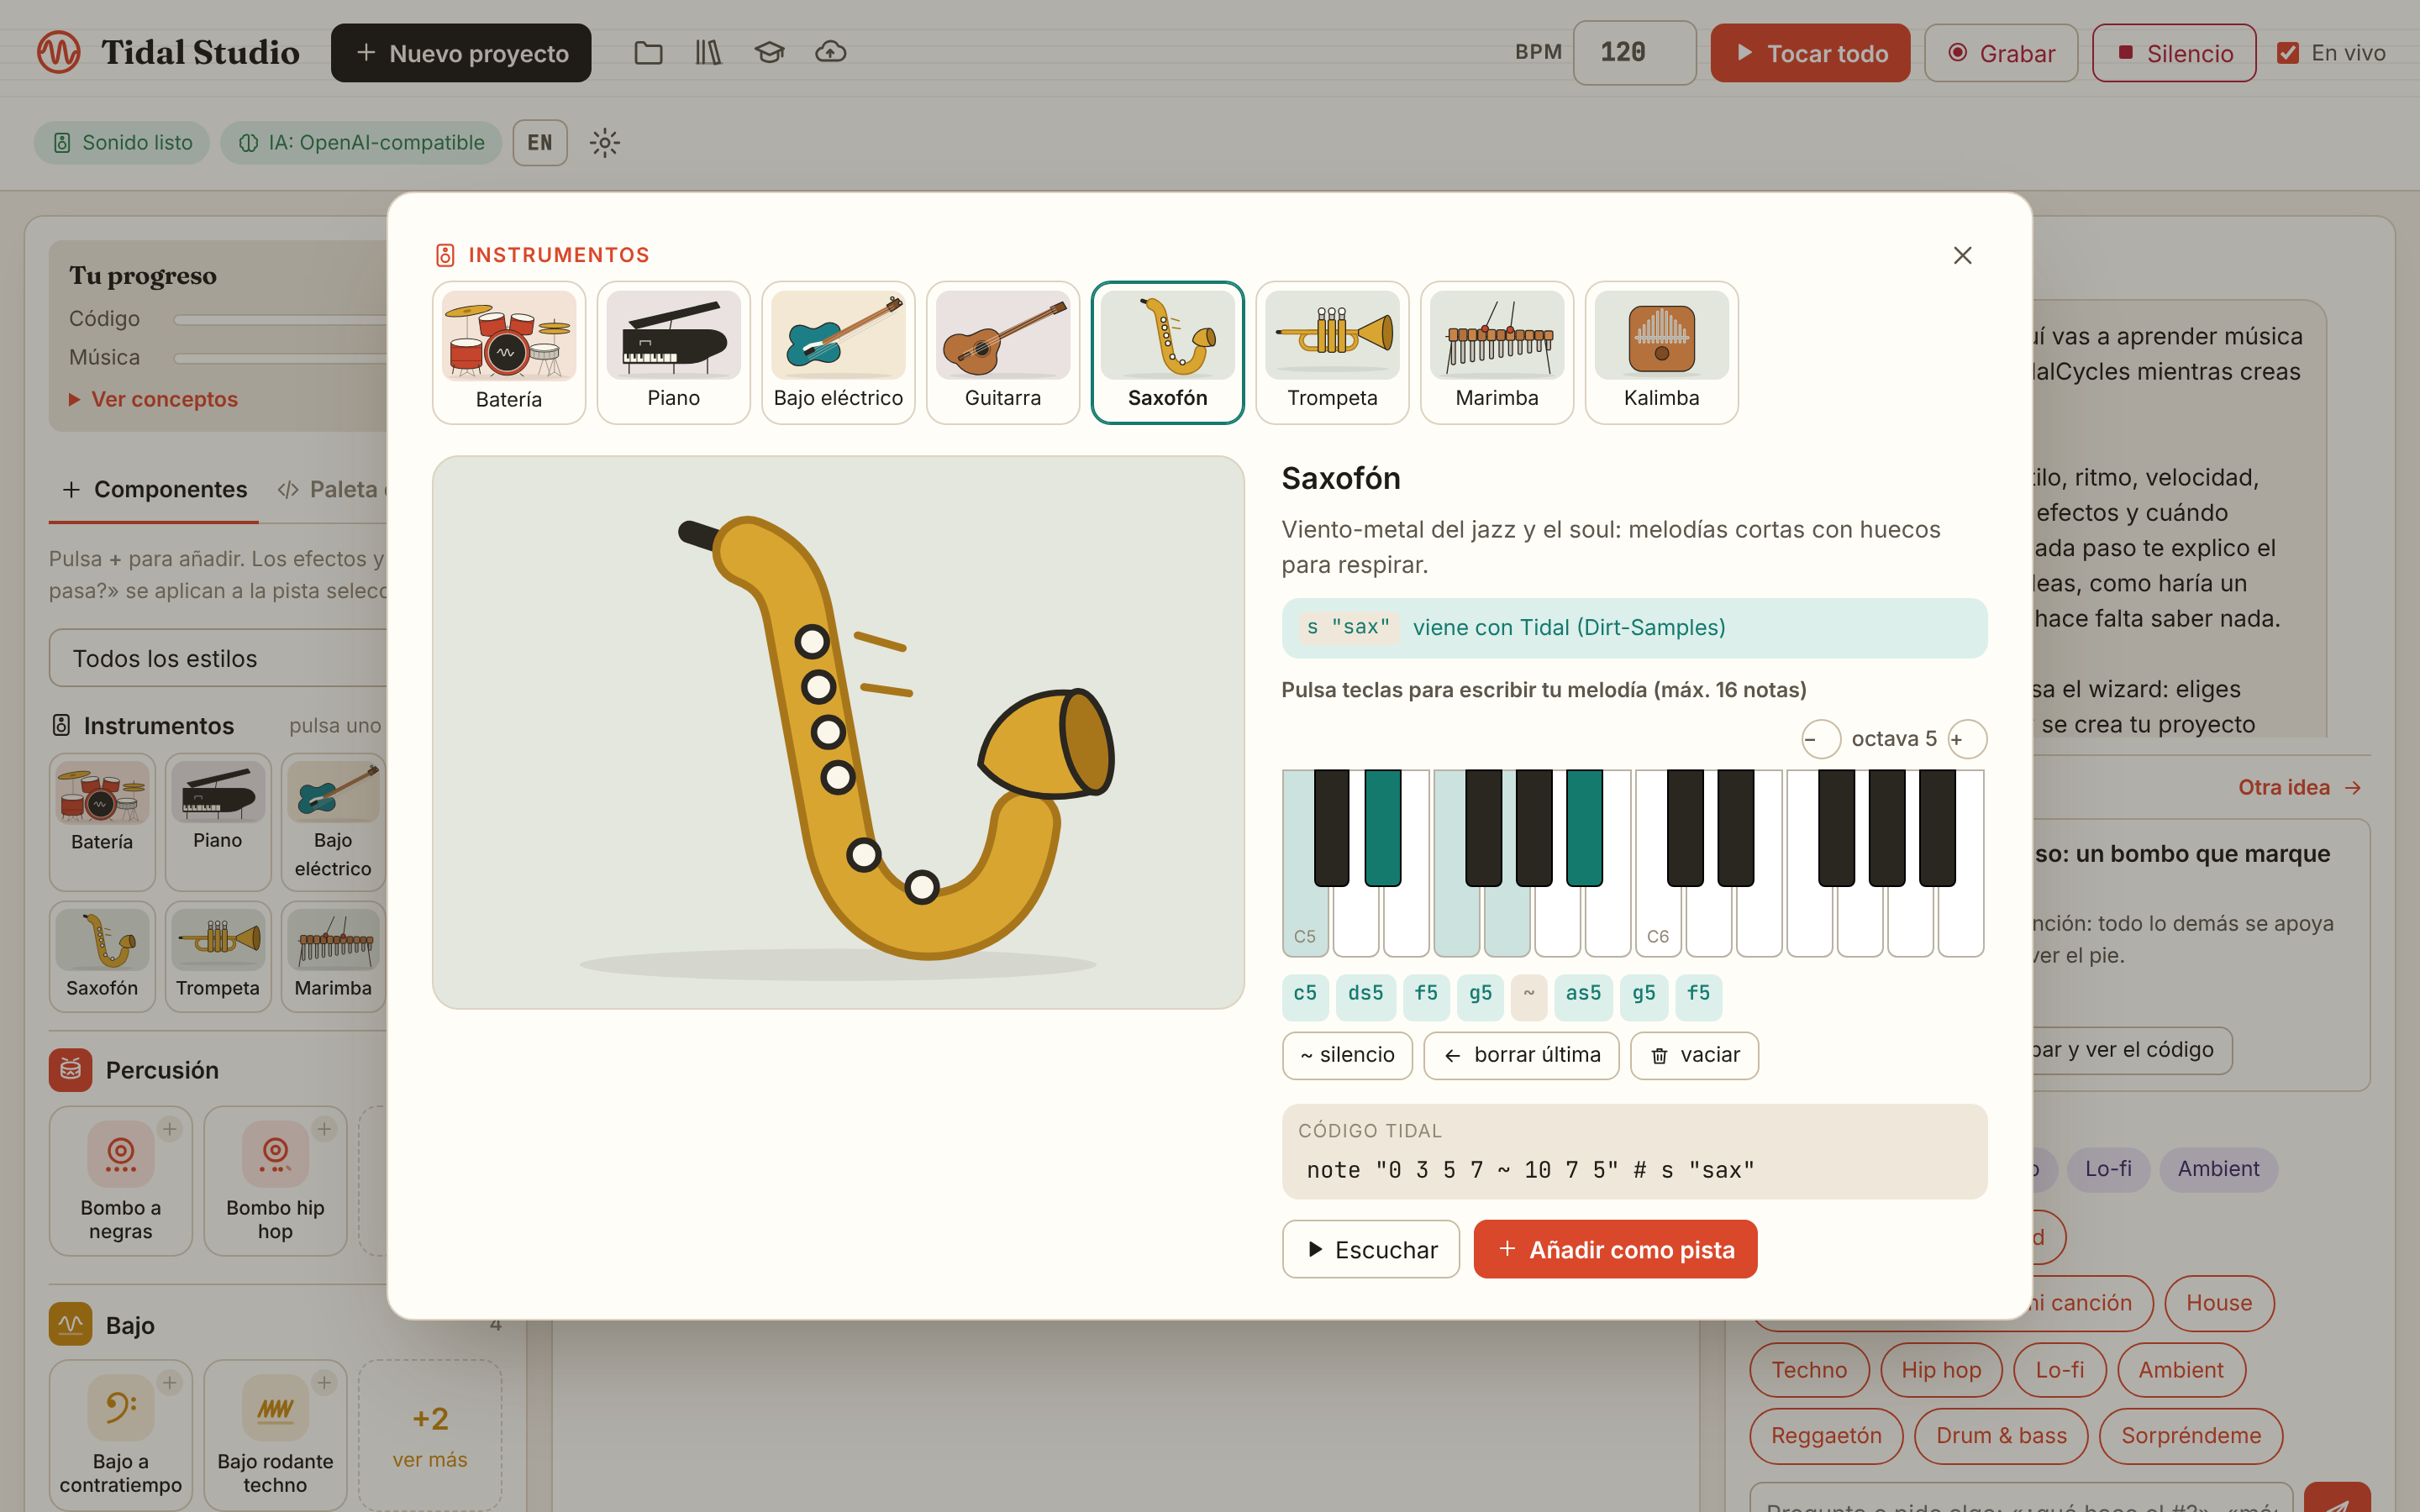 Tidal Studio
+ Nuevo proyecto
BPM
120
Tocar todo
Grabar
Silencio
En vivo
Sonido listo
IA: OpenAI-compatible
EN
Tu progreso
Código
Música
Ver conceptos
+ Componentes
</> Paleta
Pulsa + para añadir. Los efectos y
pasa?» se aplican a la pista
Todos los estilos
Instrumentos
pulsa uno
Batería
Piano
Bajo
eléctrico
Saxofón
Trompeta
Marimba
Percusión
Bombo a
negras
Bombo hip
hop
Bajo
4
Bajo a
contratiempo
Bajo rodante
techno
+2
ver más
INSTRUMENTOS
Batería
Piano
Bajo eléctrico
Guitarra
Saxofón
Trompeta
Marimba
Kalimba
Saxofón
Viento-metal del jazz y el soul: melodías cortas con huecos
para respirar.
s "sax" viene con Tidal (Dirt-Samples)
Pulsa teclas para escribir tu melodía (máx. 16 notas)
− octava 5 +
C5
C6
c5 ds5 f5 g5 ~ as5 g5 f5
~ silencio
← borrar última
vaciar
CÓDIGO TIDAL
note "0 3 5 7 ~ 10 7 5" # s "sax"
Escuchar
+ Añadir como pista
vas a aprender música
mientras creas
ritmo, velocidad,
efectos y cuándo
paso te explico el
como haría un
hace falta saber nada.
el wizard: eliges
se crea tu proyecto
Otra idea →
un bombo que marque
todo lo demás se apoya
el pie.
y ver el código
Lo-fi
Ambient
canción
House
Techno
Hip hop
Lo-fi
Ambient
Reggaetón
Drum & bass
Sorpréndeme